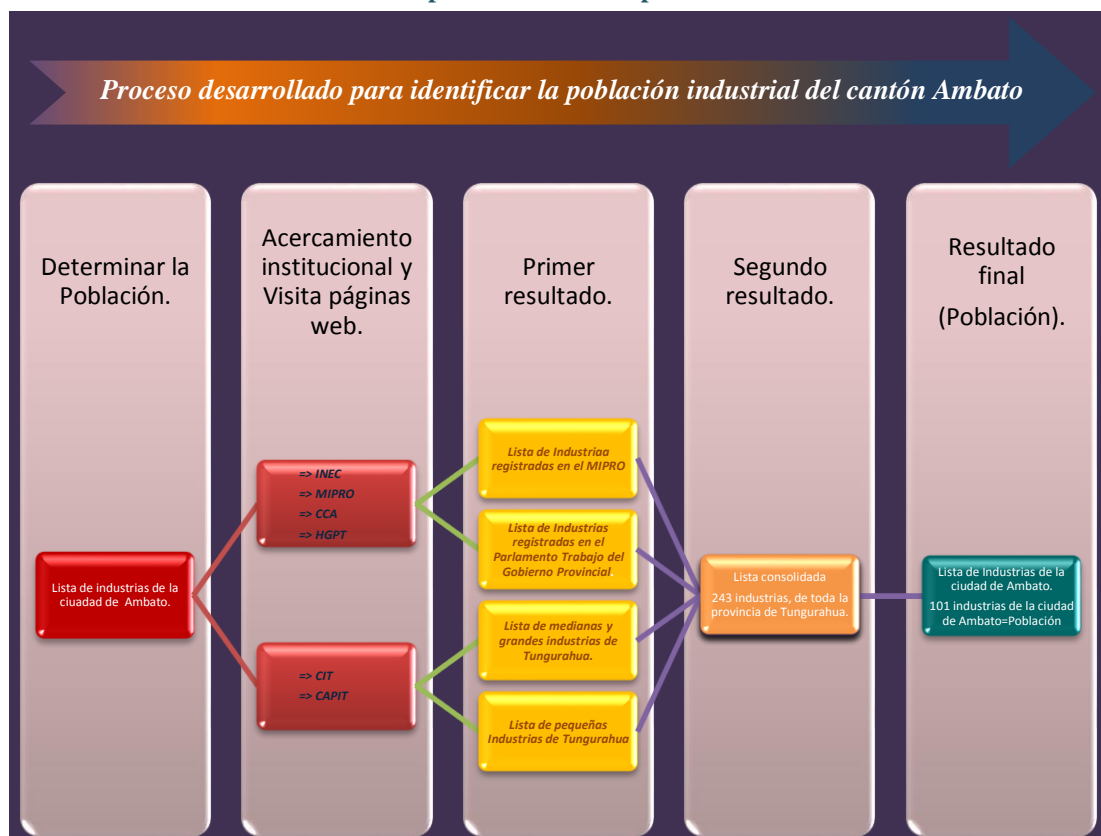 Proceso desarrollado para identificar la población industrial del cantón Ambato
Determinar la
Población.
Acercamiento
institucional y
Visita páginas
web.
Primer
resultado.
Segundo
resultado.
Resultado
final
(Población).
Lista de industrias de la
ciuadad de Ambato.
=> INEC
=> MIPRO
=> CCA
=> HGPT
=> CIT
=> CAPIT
Lista de Industriaa
registradas en el MIPRO
Lista de Industrias
registradas en el
Parlamento Trabajo del
Gobierno Provincial.
Lista de medianas y
grandes industrias de
Tungurahua.
Lista de pequeñas
Industrias de Tungurahua
Lista consolidada
243 industrias, de toda la
provincia de Tungurahua.
Lista de Industrias de la
ciudad de Ambato.
101 industrias de la ciudad
de Ambato=Población